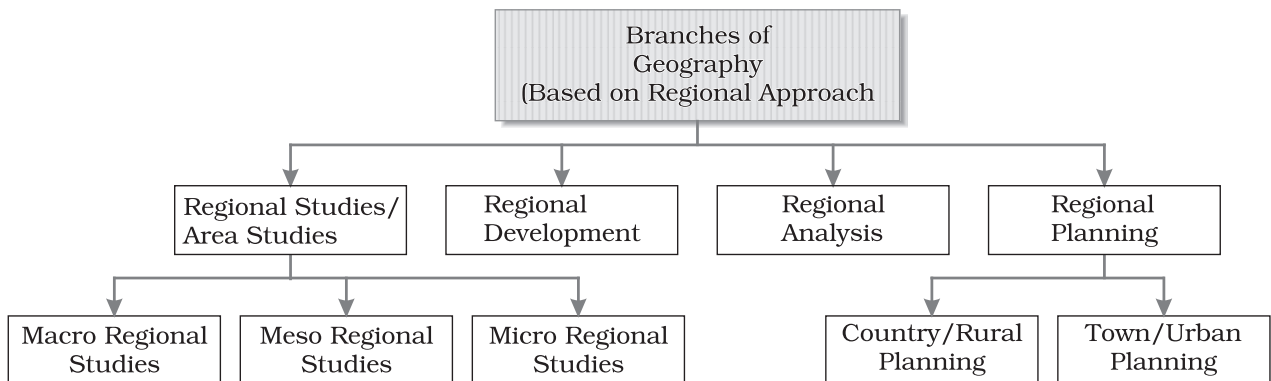 Branches of
Geography
(Based on Regional Approach
Regional Studies/
Area Studies
Regional
Development
Regional
Analysis
Regional
Planning
Macro Regional
Studies
Meso Regional
Studies
Micro Regional
Studies
Country/Rural
Planning
Town/Urban
Planning